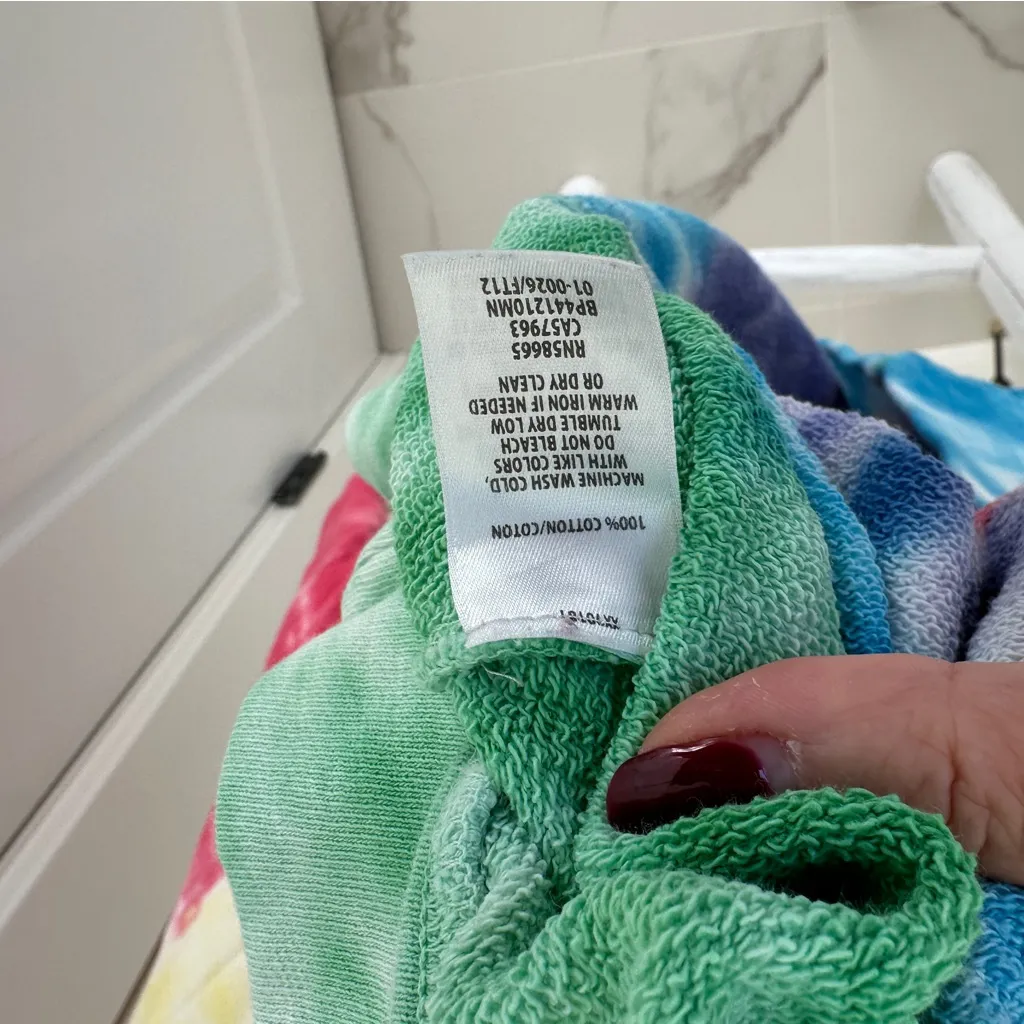 100% COTTON/COTON
MACHINE WASH COLD,
WITH LIKE COLORS
DO NOT BLEACH
TUMBLE DRY LOW
WARM IRON IF NEEDED
OR DRY CLEAN
RN58665
CA57963
BP441210MN
01-0026/FT12